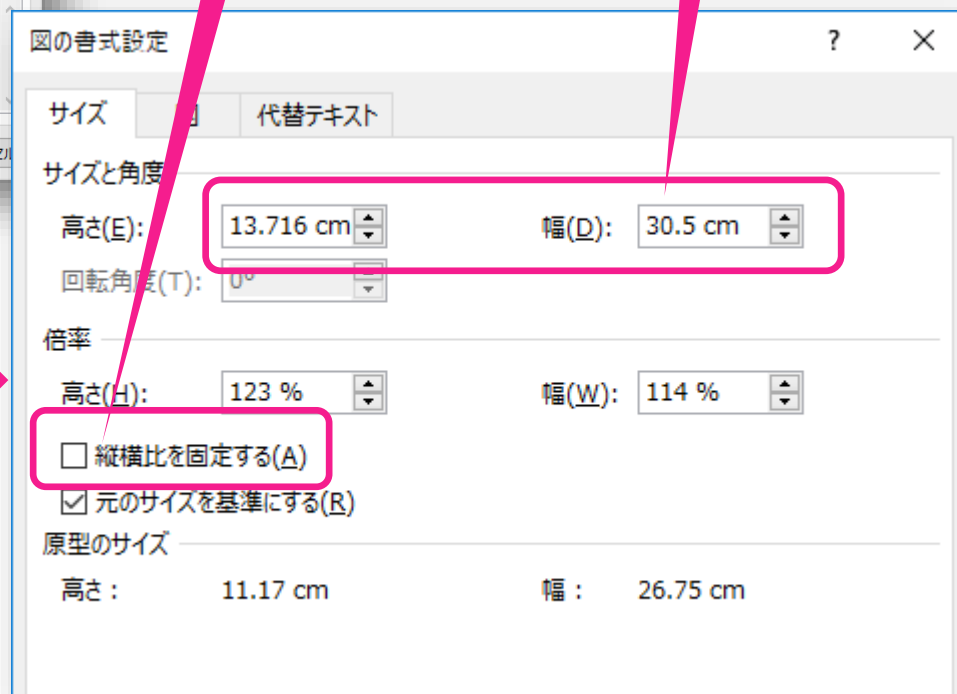 図の書式設定 ? ×
サイズ 代替テキスト
サイズと角度
高さ(E): 13.716 cm 幅(D): 30.5 cm
回転角度(T): 0°
倍率
高さ(H): 123 % 幅(W): 114 %
縦横比を固定する(A)
元のサイズを基準にする(R)
原型のサイズ
高さ: 11.17 cm 幅: 26.75 cm